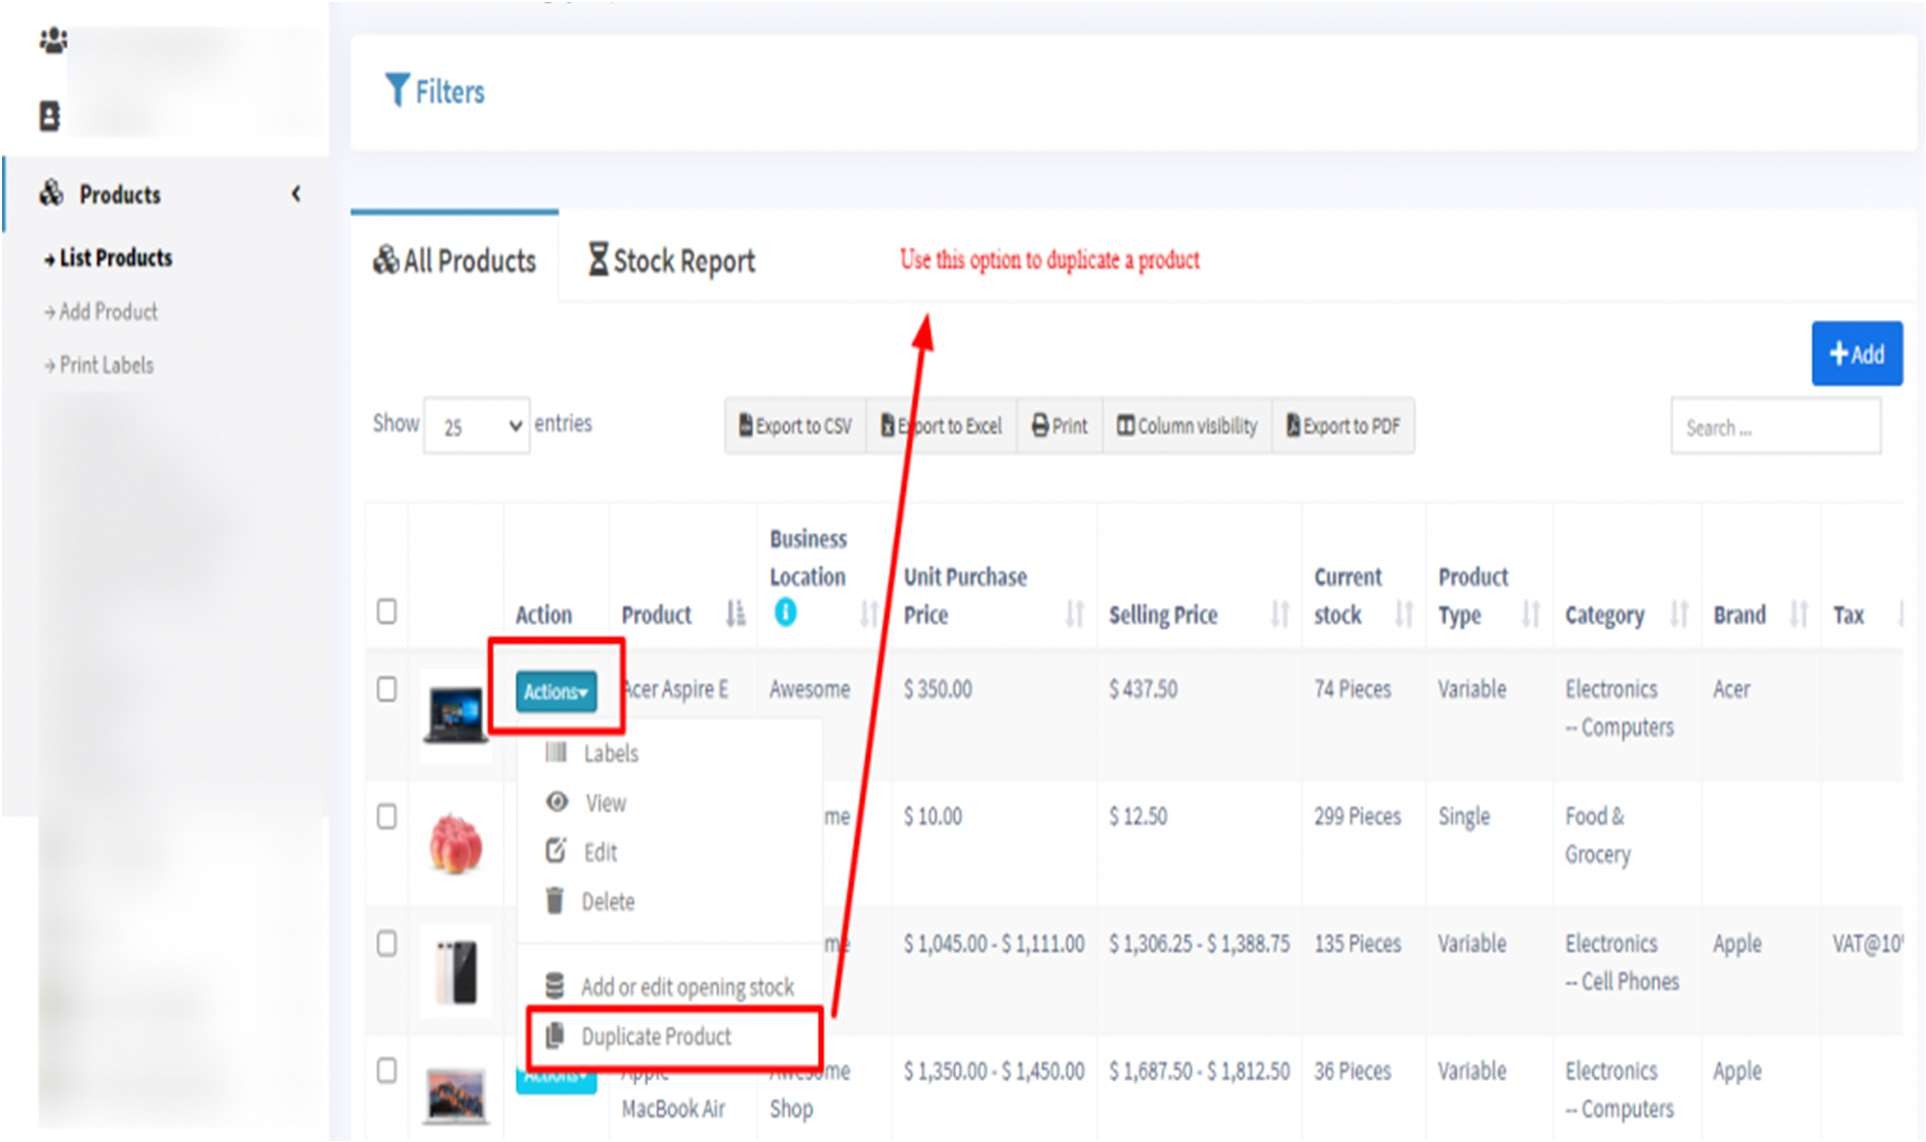 Filters
Products
List Products
Add Product
Print Labels
All Products
Stock Report
Use this option to duplicate a product
Add
Show 25 entries
Export to CSV
Export to Excel
Print
Column visibility
Export to PDF
Search ...
Action
Product
Business Location
Unit Purchase Price
Selling Price
Current stock
Product Type
Category
Brand
Tax
Actions
Acer Aspire E
Awesome
$ 350.00
$ 437.50
74 Pieces
Variable
Electronics
-- Computers
Acer
Labels
View
Edit
Delete
Add or edit opening stock
Duplicate Product
me
$ 10.00
$ 12.50
299 Pieces
Single
Food &
Grocery
me
$ 1,045.00 - $ 1,111.00
$ 1,306.25 - $ 1,388.75
135 Pieces
Variable
Electronics
-- Cell Phones
Apple
VAT@10
Actions
Apple
MacBook Air
Awesome
Shop
$ 1,350.00 - $ 1,450.00
$ 1,687.50 - $ 1,812.50
36 Pieces
Variable
Electronics
-- Computers
Apple